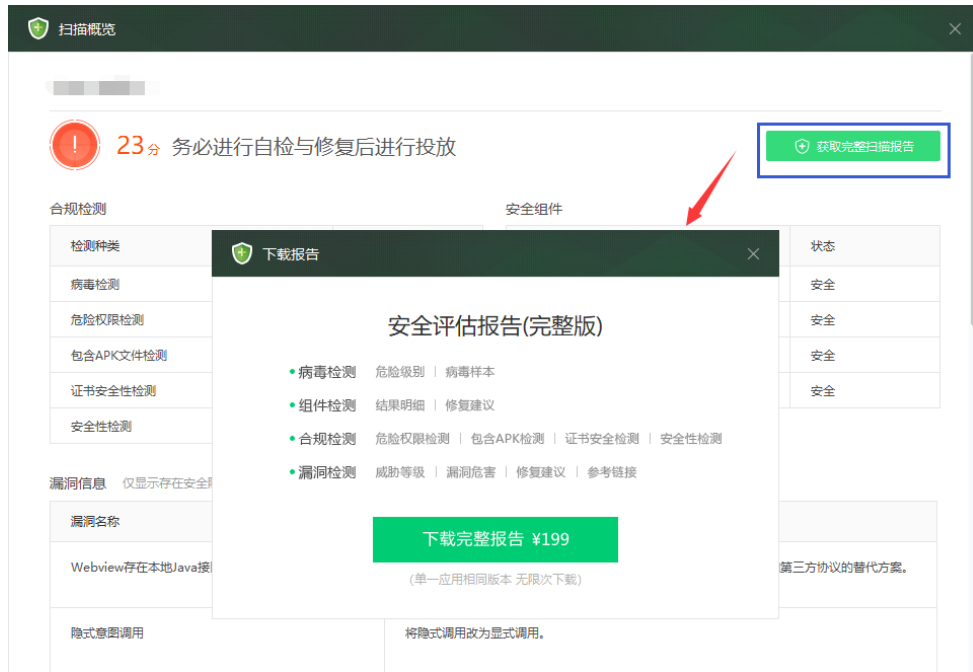 扫描概览
23分 务必进行自检与修复后进行投放
获取完整扫描报告
合规检测
安全组件
检测种类
状态
病毒检测
安全
危险权限检测
安全
包含APK文件检测
安全
证书安全性检测
安全
安全性检测
下载报告
安全评估报告(完整版)
•病毒检测 危险级别 | 病毒样本
•组件检测 结果明细 | 修复建议
•合规检测 危险权限检测 | 包含APK检测 | 证书安全检测 | 安全性检测
•漏洞检测 威胁等级 | 漏洞危害 | 修复建议 | 参考链接
下载完整报告 ¥199
(单一应用相同版本 无限次下载)
漏洞信息 仅显示存在安全
漏洞名称
Webview存在本地Java接
第三方协议的替代方案。
隐式意图调用
将隐式调用改为显式调用。